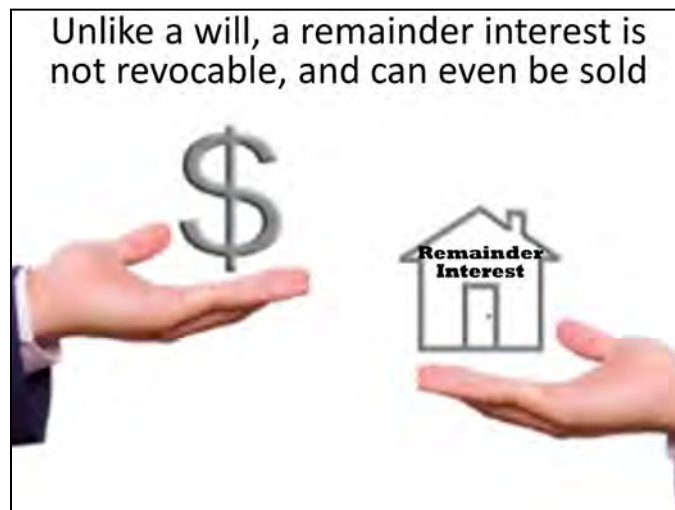 Unlike a will, a remainder interest is
not revocable, and can even be sold
$
Remainder
Interest